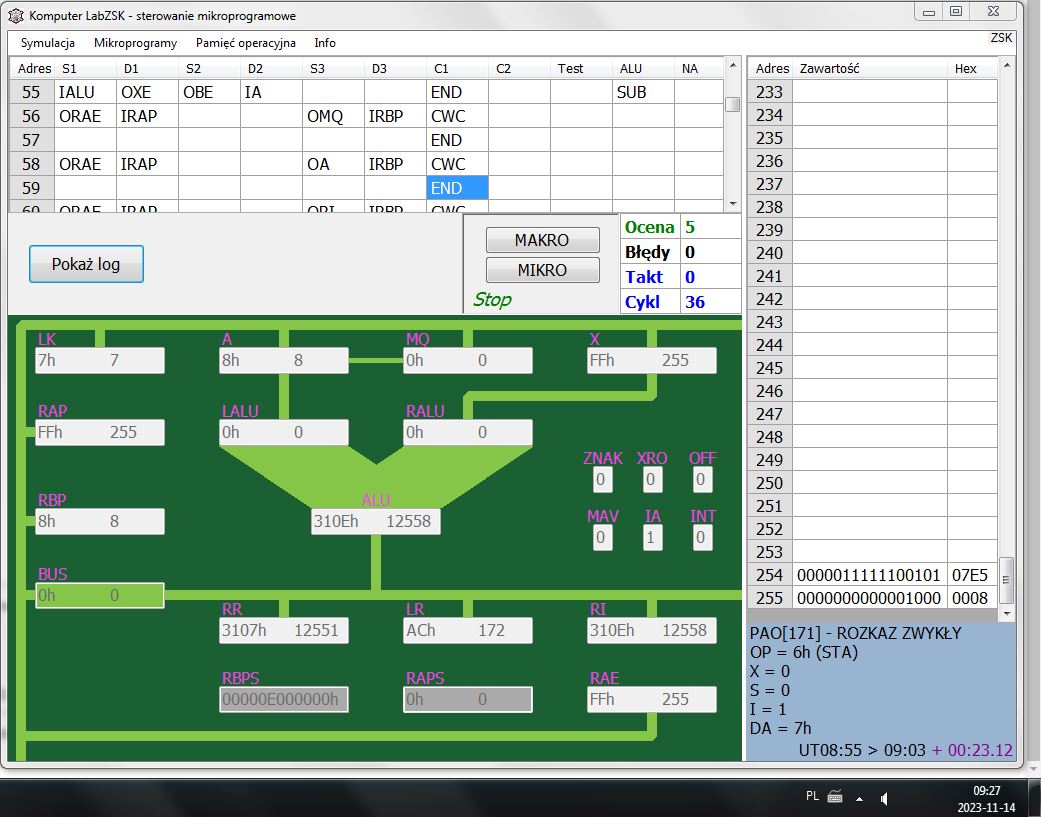 Komputer LabZSK - sterowanie mikroprogramowe
Symulacja Mikroprogramy Pamięć operacyjna Info
ZSK
Adres S1 D1 S2 D2 S3 D3 C1 C2 Test ALU NA
55 IALU OXE OBE IA END SUB
56 ORAE IRAP OMQ IRBP CWC
57 END
58 ORAE IRAP OA IRBP CWC
59 END
60 ORAE IRAP ORI IRBP CWC
Pokaż log
MAKRO
MIKRO
Stop
Ocena 5
Błędy 0
Takt 0
Cykl 36
LK A MQ X
7h 7 8h 8 0h 0 FFh 255
RAP LALU RALU
FFh 255 0h 0 0h 0
ZNAK XRO OFF
0 0 0
RBP ALU
8h 8 310Eh 12558
MAV IA INT
0 1 0
BUS
0h 0
RR LR RI
3107h 12551 ACh 172 310Eh 12558
RBPS RAPS RAE
00000E000000h 0h 0 FFh 255
Adres Zawartość Hex
233
234
235
236
237
238
239
240
241
242
243
244
245
246
247
248
249
250
251
252
253
254 0000011111100101 07E5
255 0000000000001000 0008
PAO[171] - ROZKAZ ZWYKŁY
OP = 6h (STA)
X = 0
S = 0
I = 1
DA = 7h
UT08:55 > 09:03 + 00:23.12
PL
09:27
2023-11-14